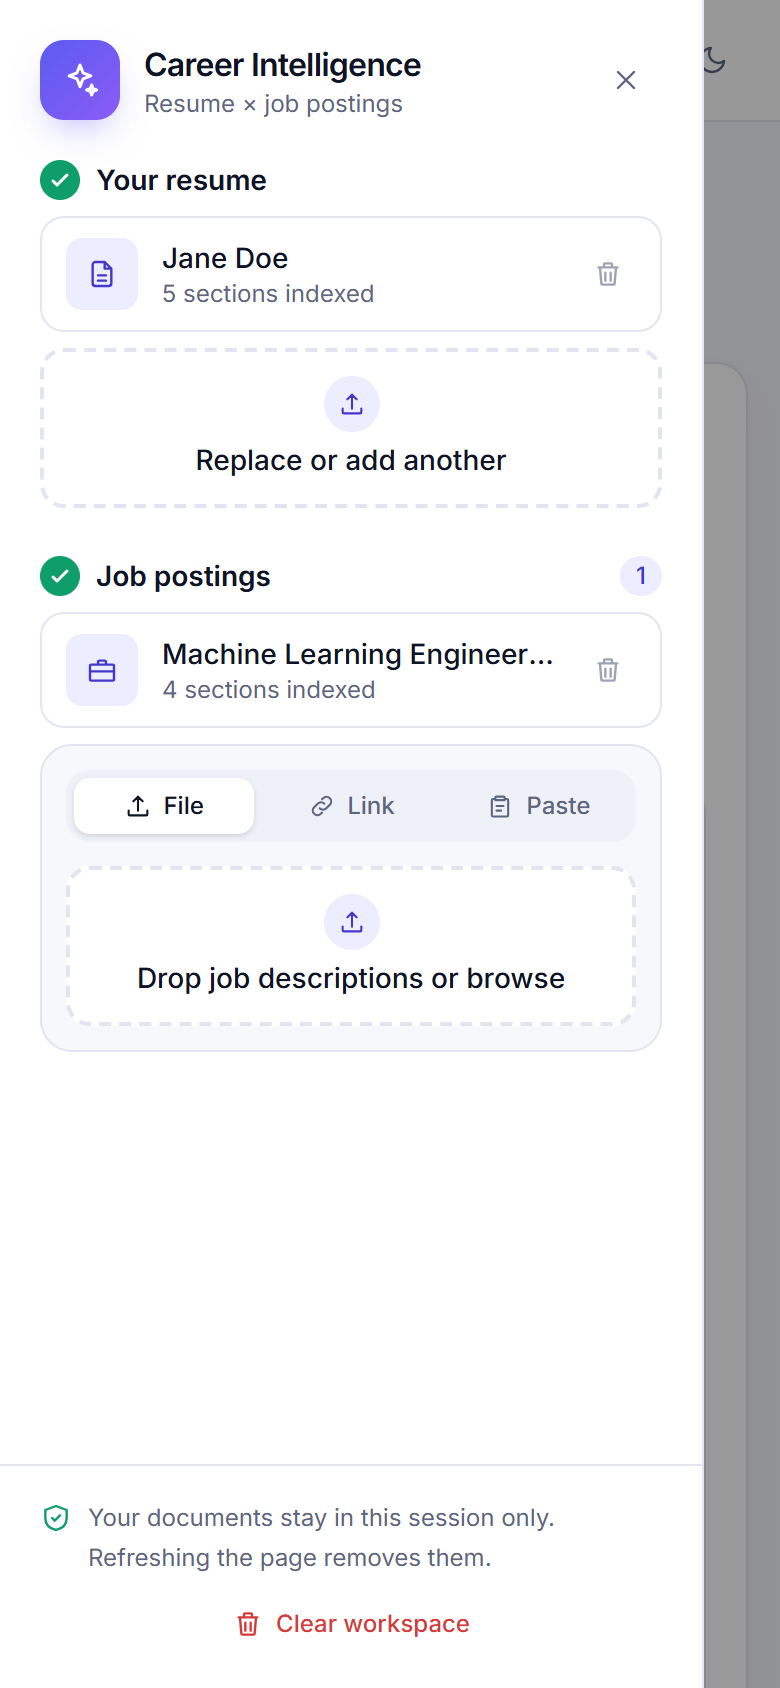 Career Intelligence
Resume × job postings
Your resume
Jane Doe
5 sections indexed
Replace or add another
Job postings
1
Machine Learning Engineer...
4 sections indexed
File
Link
Paste
Drop job descriptions or browse
Your documents stay in this session only.
Refreshing the page removes them.
Clear workspace